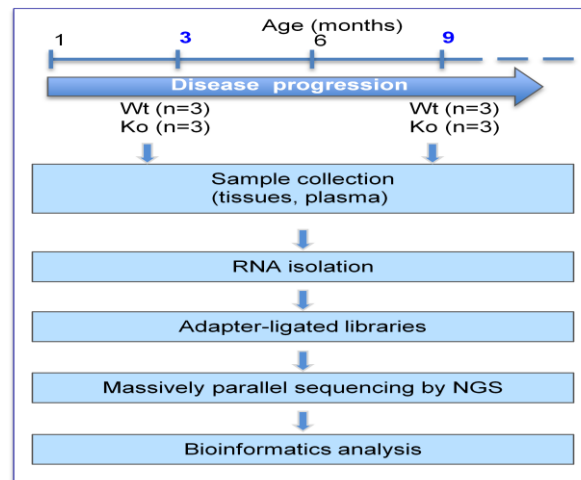 Age (months)
1 3 6 9
Disease progression
Wt (n=3) Wt (n=3)
Ko (n=3) Ko (n=3)
Sample collection
(tissues, plasma)
RNA isolation
Adapter-ligated libraries
Massively parallel sequencing by NGS
Bioinformatics analysis